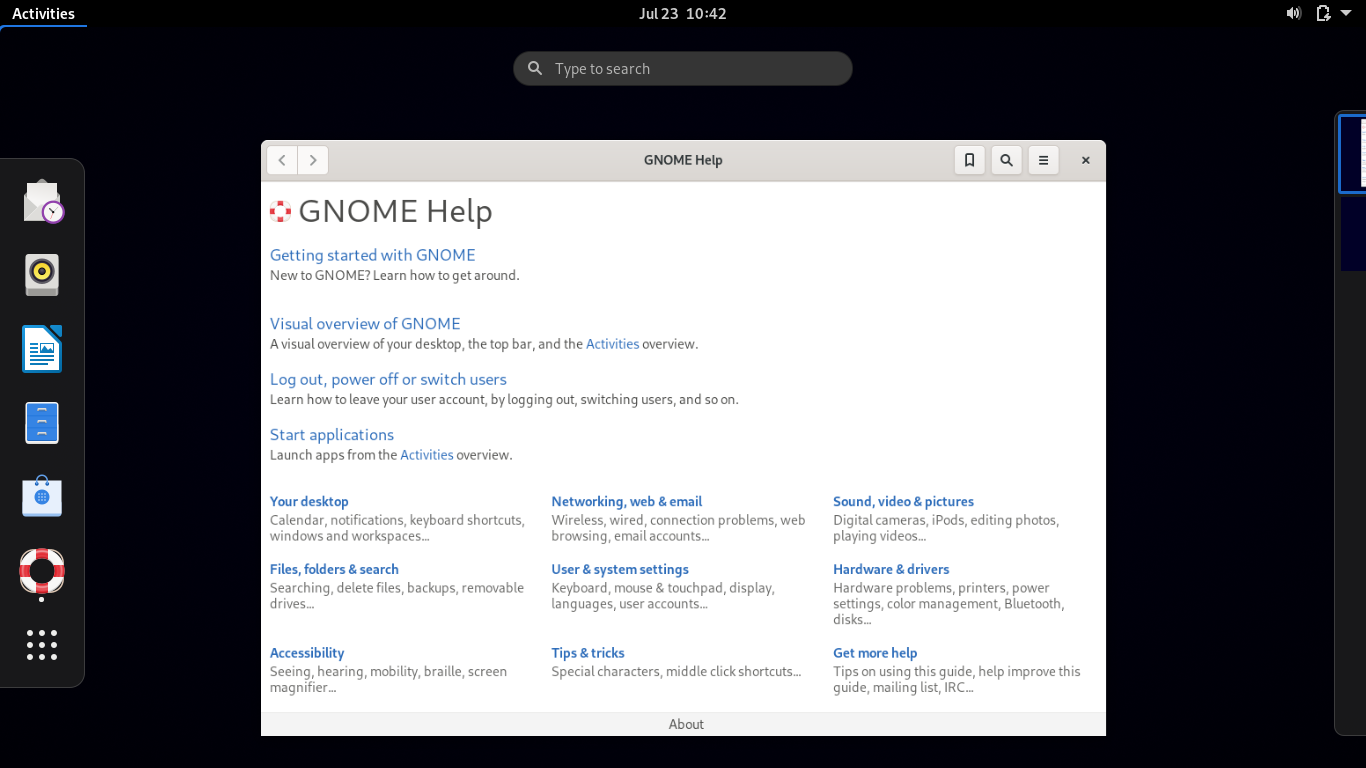 Activities
Jul 23 10:42
Type to search
GNOME Help
GNOME Help
Getting started with GNOME
New to GNOME? Learn how to get around.
Visual overview of GNOME
A visual overview of your desktop, the top bar, and the Activities overview.
Log out, power off or switch users
Learn how to leave your user account, by logging out, switching users, and so on.
Start applications
Launch apps from the Activities overview.
Your desktop
Calendar, notifications, keyboard shortcuts,
windows and workspaces…
Networking, web & email
Wireless, wired, connection problems, web
browsing, email accounts…
Sound, video & pictures
Digital cameras, iPods, editing photos,
playing videos…
Files, folders & search
Searching, delete files, backups, removable
drives…
User & system settings
Keyboard, mouse & touchpad, display,
languages, user accounts…
Hardware & drivers
Hardware problems, printers, power
settings, color management, Bluetooth,
disks…
Accessibility
Seeing, hearing, mobility, braille, screen
magnifier…
Tips & tricks
Special characters, middle click shortcuts…
Get more help
Tips on using this guide, help improve this
guide, mailing list, IRC…
About